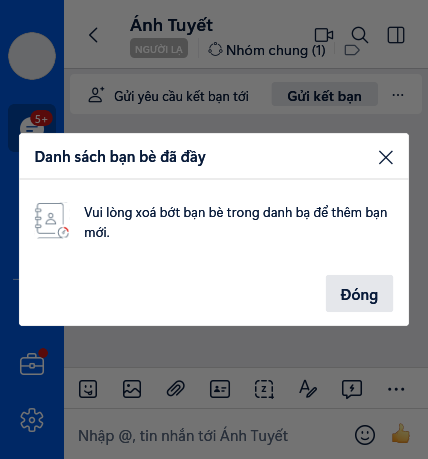 Ánh Tuyết
NGƯỜI LẠ
Nhóm chung (1)
5+
Gửi yêu cầu kết bạn tới
Gửi kết bạn
Danh sách bạn bè đã đầy
Vui lòng xoá bớt bạn bè trong danh bạ để thêm bạn
mới.
Đóng
Nhập @, tin nhắn tới Ánh Tuyết